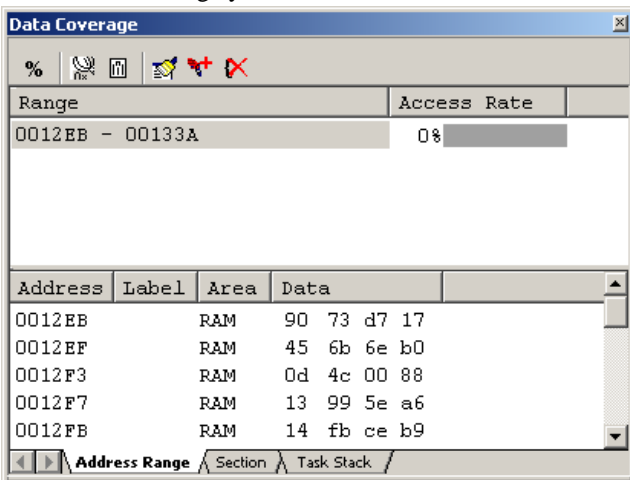 Data Coverage
%
Range Access Rate
0012EB - 00133A 0%
Address Label Area Data
0012EB RAM 90 73 d7 17
0012EF RAM 45 6b 6e b0
0012F3 RAM 0d 4c 00 88
0012F7 RAM 13 99 5e a6
0012FB RAM 14 fb ce b9
Address Range Section Task Stack